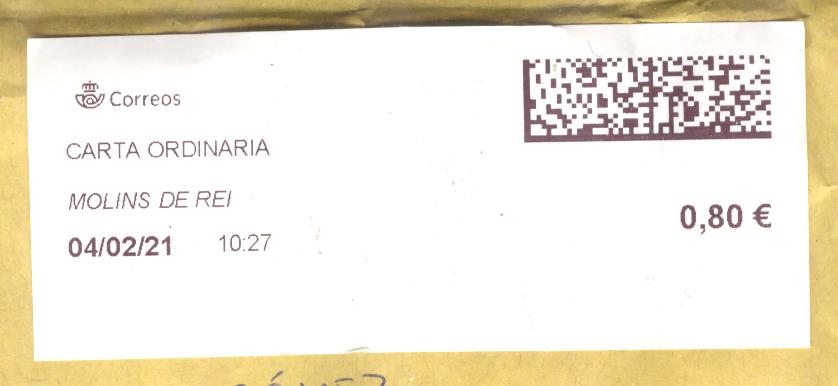 Correos
CARTA ORDINARIA
MOLINS DE REI
04/02/21 10:27
0,80 €